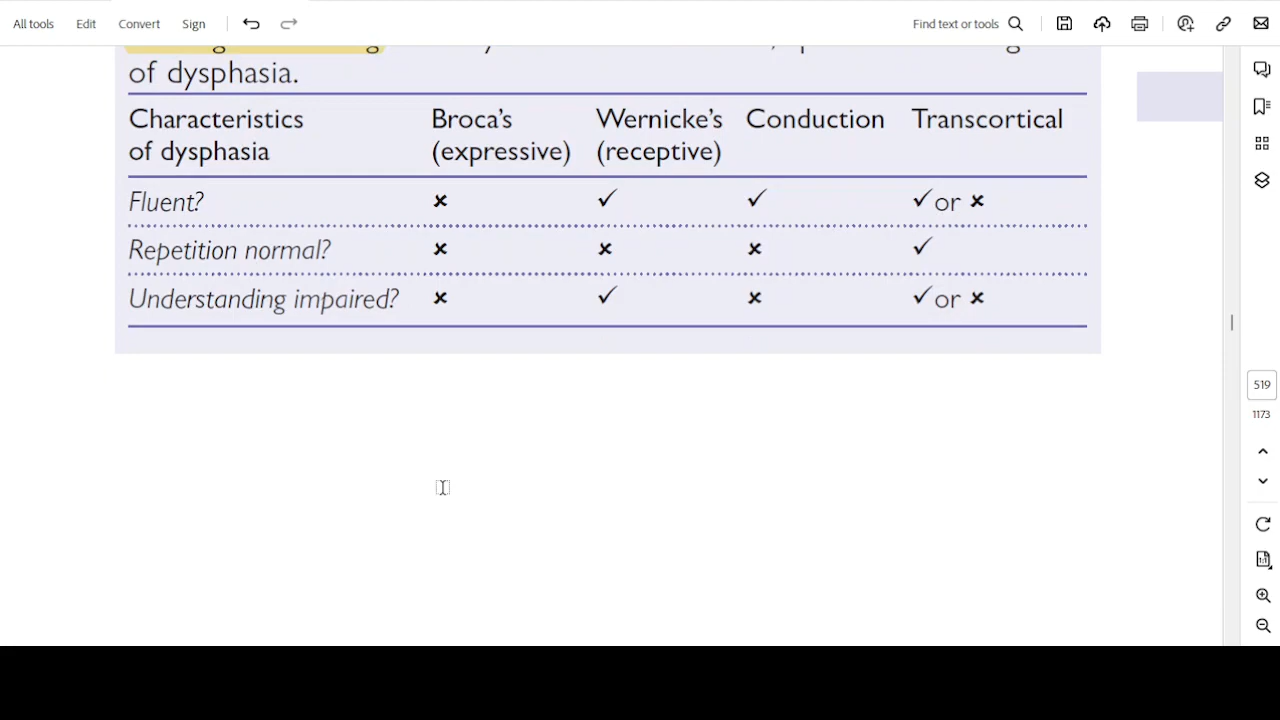 All tools Edit Convert Sign Find text or tools
of dysphasia.
Characteristics of dysphasia Broca's (expressive) Wernicke's (receptive) Conduction Transcortical
Fluent? ✘ ✓ ✓ ✓ or ✘
Repetition normal? ✘ ✘ ✘ ✓
Understanding impaired? ✘ ✓ ✘ ✓ or ✘
519
1173